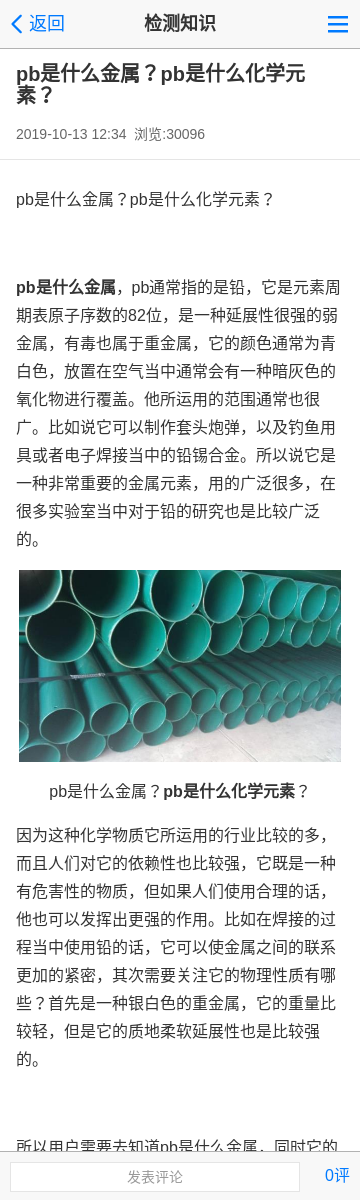 返回
检测知识
pb是什么金属？pb是什么化学元
素？
2019-10-13 12:34 浏览:30096
pb是什么金属？pb是什么化学元素？
pb是什么金属，pb通常指的是铅，它是元素周
期表原子序数的82位，是一种延展性很强的弱
金属，有毒也属于重金属，它的颜色通常为青
白色，放置在空气当中通常会有一种暗灰色的
氧化物进行覆盖。他所运用的范围通常也很
广。比如说它可以制作套头炮弹，以及钓鱼用
具或者电子焊接当中的铅锡合金。所以说它是
一种非常重要的金属元素，用的广泛很多，在
很多实验室当中对于铅的研究也是比较广泛
的。
pb是什么金属？pb是什么化学元素？
因为这种化学物质它所运用的行业比较的多，
而且人们对它的依赖性也比较强，它既是一种
有危害性的物质，但如果人们使用合理的话，
他也可以发挥出更强的作用。比如在焊接的过
程当中使用铅的话，它可以使金属之间的联系
更加的紧密，其次需要关注它的物理性质有哪
些？首先是一种银白色的重金属，它的重量比
较轻，但是它的质地柔软延展性也是比较强
的。
所以用户需要去知道pb是什么金属，同时它的
发表评论
0评